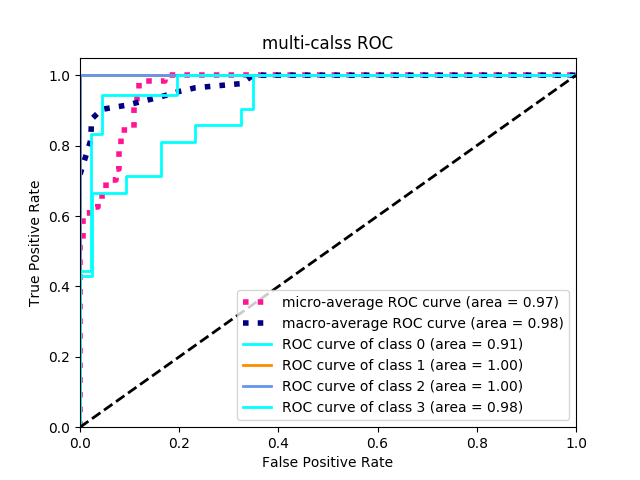 multi-calss ROC
1.0
0.8
0.6
0.4
0.2
0.0
True Positive Rate
micro-average ROC curve (area = 0.97)
macro-average ROC curve (area = 0.98)
ROC curve of class 0 (area = 0.91)
ROC curve of class 1 (area = 1.00)
ROC curve of class 2 (area = 1.00)
ROC curve of class 3 (area = 0.98)
0.0 0.2 0.4 0.6 0.8 1.0
False Positive Rate